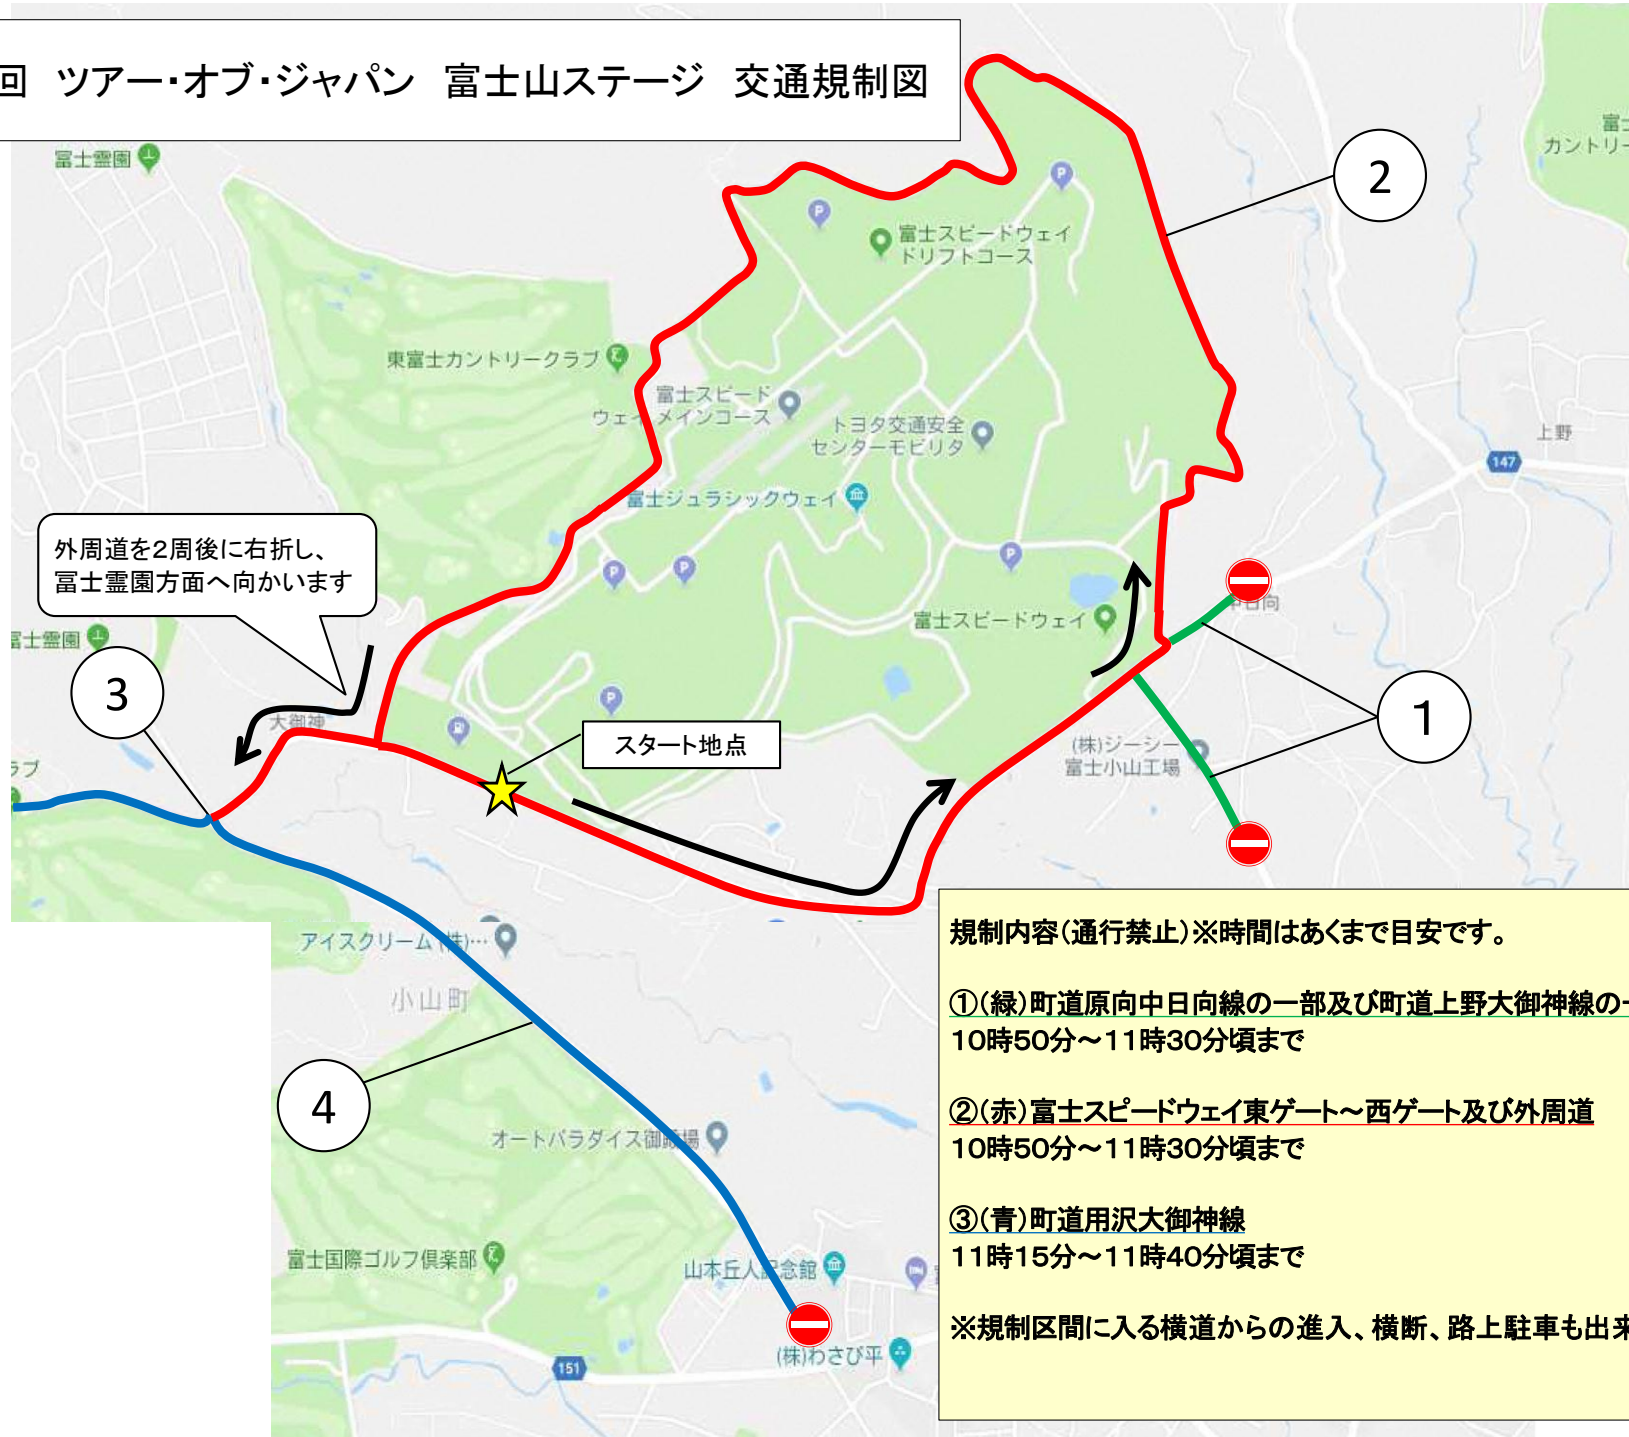 回 ツアー・オブ・ジャパン 富士山ステージ 交通規制図
冨士霊園
富士
カントリー
2
富士スピードウェイ
ドリフトコース
東富士カントリークラブ
富士スピード
ウェイ メインコース
トヨタ交通安全
センターモビリタ
上野
147
富士ジュラシックウェイ
外周道を2周後に右折し、
冨士霊園方面へ向かいます
中日向
富士スピードウェイ
冨士霊園
3
大御神
スタート地点
1
(株)ジーシー
富士小山工場
ラブ
アイスクリーム(株)…
小山町
4
オートパラダイス御殿場
富士国際ゴルフ倶楽部
山本丘人記念館
(株)わさび平
151
規制内容(通行禁止)※時間はあくまで目安です。
①(緑)町道原向中日向線の一部及び町道上野大御神線の一
10時50分～11時30分頃まで
②(赤)富士スピードウェイ東ゲート～西ゲート及び外周道
10時50分～11時30分頃まで
③(青)町道用沢大御神線
11時15分～11時40分頃まで
※規制区間に入る横道からの進入、横断、路上駐車も出来